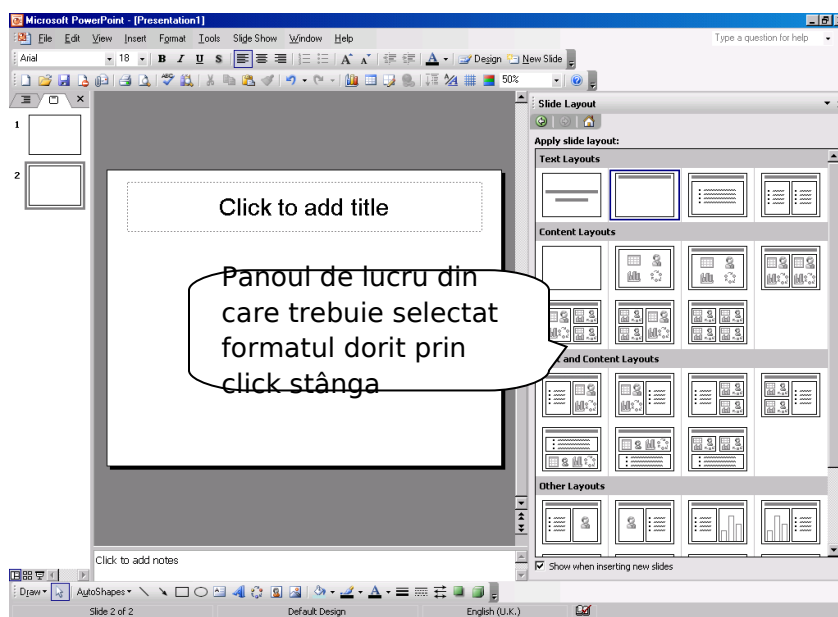 Microsoft PowerPoint - [Presentation1]
File Edit View Insert Format Tools Slide Show Window Help
Type a question for help
Arial 18 B I U S A A A Design New Slide
50%
Slide Layout
Apply slide layout:
Text Layouts
1
2
Click to add title
Content Layouts
Panoul de lucru din
care trebuie selectat
formatul dorit prin
click stânga
and Content Layouts
Other Layouts
Click to add notes
Show when inserting new slides
Draw AutoShapes A
Slide 2 of 2 Default Design English (U.K.)